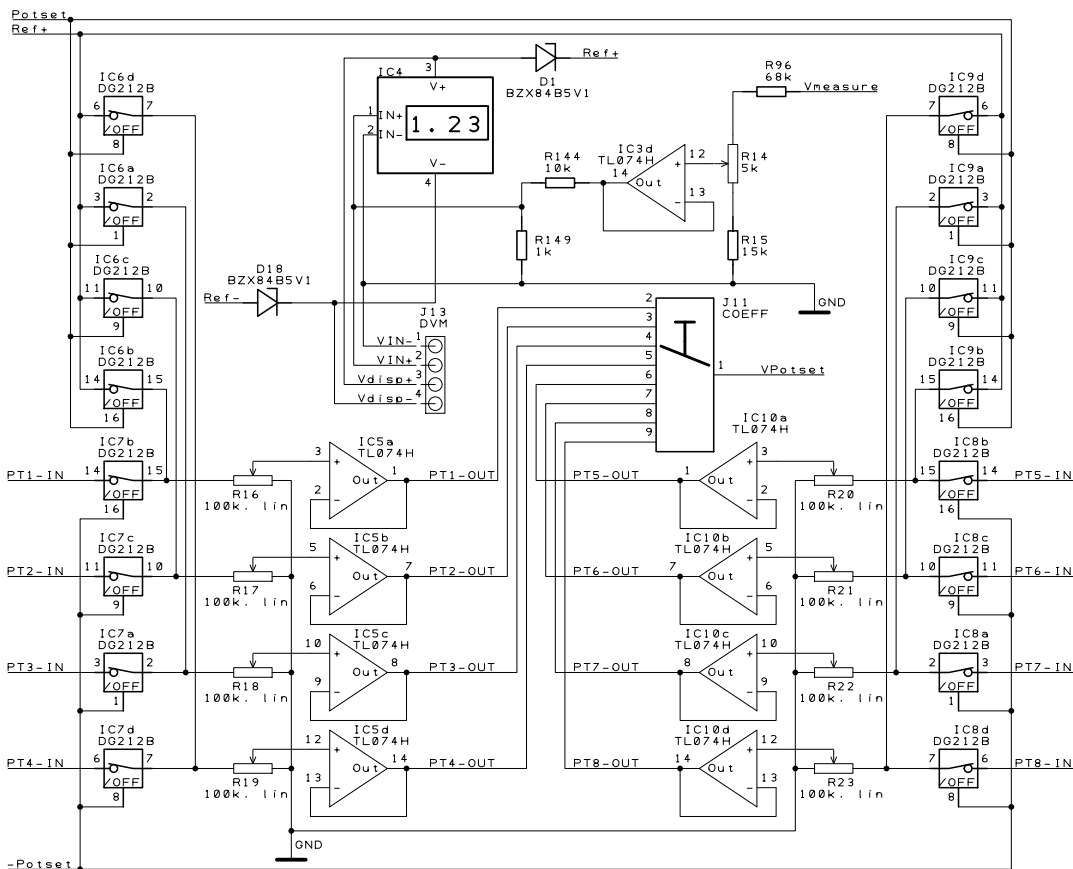 Potset
Ref+
IC6d
DG212B
6 7
/OFF
8
IC6a
DG212B
3 2
/OFF
1
IC6c
DG212B
11 10
/OFF
9
IC6b
DG212B
14 15
/OFF
16
IC7b
DG212B
PT1-IN 14 15
/OFF
16
IC7c
DG212B
PT2-IN 11 10
/OFF
9
IC7a
DG212B
PT3-IN 3 2
/OFF
1
IC7d
DG212B
PT4-IN 6 7
/OFF
8
-Potset
IC4
3
V+
1 IN+
2 IN-
1.23
V-
4
D1
BZX84B5V1
Ref+
R96
68k
Vmeasure
IC3d
TL074H
12
+
13
-
14
Out
R14
5k
R144
10k
R149
1k
R15
15k
GND
D18
BZX84B5V1
Ref-
J13
DVM
VIN- 1
VIN+ 2
Vdisp+ 3
Vdisp- 4
J11
COEFF
2
3
4
5
6
7
8
9
1
VPotset
R16
100k, lin
IC5a
TL074H
3 +
2 -
Out 1
PT1-OUT
R17
100k, lin
IC5b
TL074H
5 +
6 -
Out 7
PT2-OUT
R18
100k, lin
IC5c
TL074H
10 +
9 -
Out 8
PT3-OUT
R19
100k, lin
IC5d
TL074H
12 +
13 -
Out 14
PT4-OUT
GND
IC10a
TL074H
PT5-OUT
1 Out
+ 3
- 2
R20
100k, lin
IC10b
TL074H
PT6-OUT
7 Out
+ 5
- 6
R21
100k, lin
IC10c
TL074H
PT7-OUT
8 Out
+ 10
- 9
R22
100k, lin
IC10d
TL074H
PT8-OUT
14 Out
+ 12
- 13
R23
100k, lin
IC9d
DG212B
7 6
/OFF
8
IC9a
DG212B
2 3
/OFF
1
IC9c
DG212B
10 11
/OFF
9
IC9b
DG212B
15 14
/OFF
16
IC8b
DG212B
15 14 PT5-IN
/OFF
16
IC8c
DG212B
10 11 PT6-IN
/OFF
9
IC8a
DG212B
2 3 PT7-IN
/OFF
1
IC8d
DG212B
7 6 PT8-IN
/OFF
8